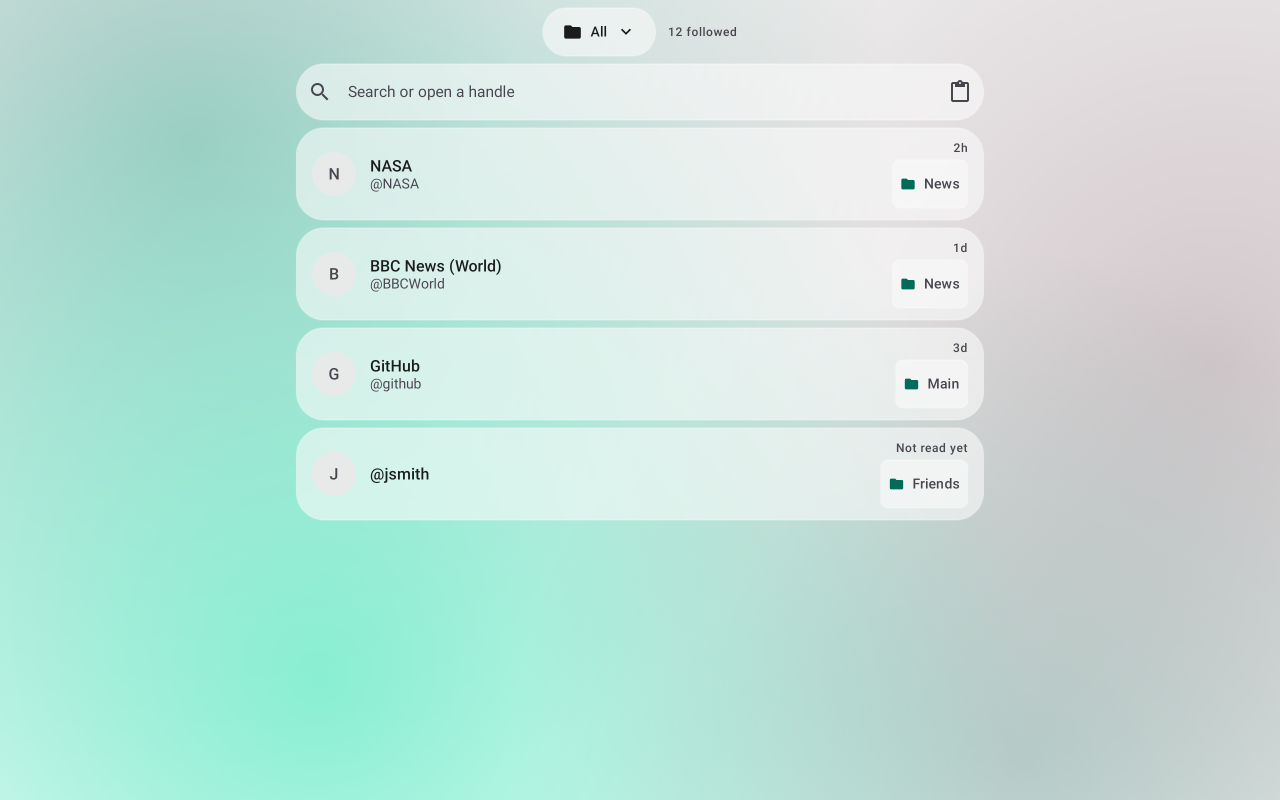 All
12 followed
Search or open a handle
N
NASA
@NASA
2h
News
B
BBC News (World)
@BBCWorld
1d
News
G
GitHub
@github
3d
Main
J
@jsmith
Not read yet
Friends